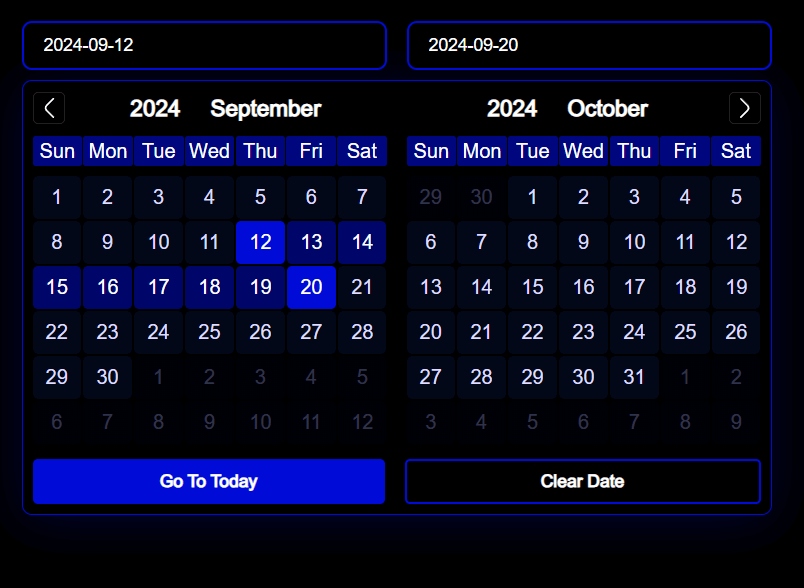 2024-09-12 2024-09-20
2024 September 2024 October
Sun Mon Tue Wed Thu Fri Sat Sun Mon Tue Wed Thu Fri Sat
1 2 3 4 5 6 7 29 30 1 2 3 4 5
8 9 10 11 12 13 14 6 7 8 9 10 11 12
15 16 17 18 19 20 21 13 14 15 16 17 18 19
22 23 24 25 26 27 28 20 21 22 23 24 25 26
29 30 1 2 3 4 5 27 28 29 30 31 1 2
6 7 8 9 10 11 12 3 4 5 6 7 8 9
Go To Today Clear Date